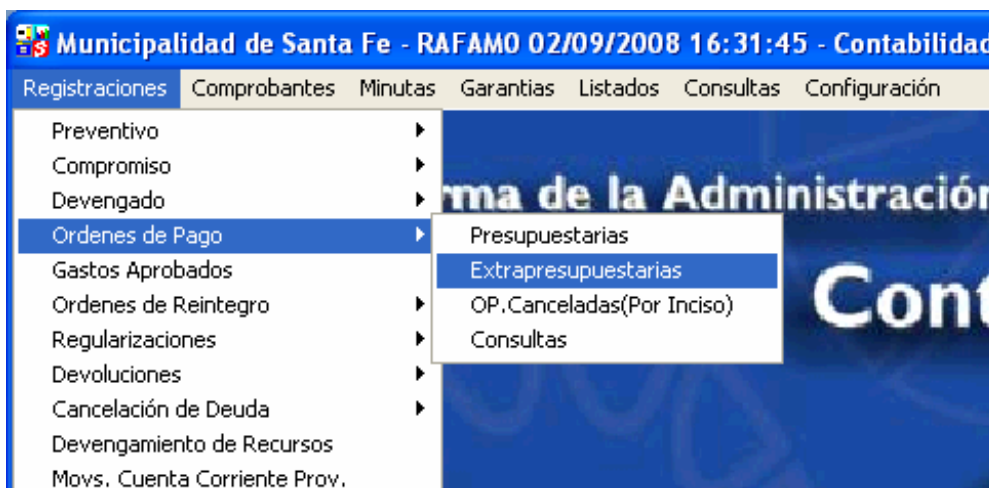 Municipalidad de Santa Fe - RAFAM0 02/09/2008 16:31:45 - Contabilidad
Registraciones Comprobantes Minutas Garantias Listados Consultas Configuración
Preventivo
Compromiso
Devengado
Ordenes de Pago
Gastos Aprobados
Ordenes de Reintegro
Regularizaciones
Devoluciones
Cancelación de Deuda
Devengamiento de Recursos
Movs. Cuenta Corriente Prov.
Presupuestarias
Extrapresupuestarias
OP.Canceladas(Por Inciso)
Consultas
rma de la Administración
Cont